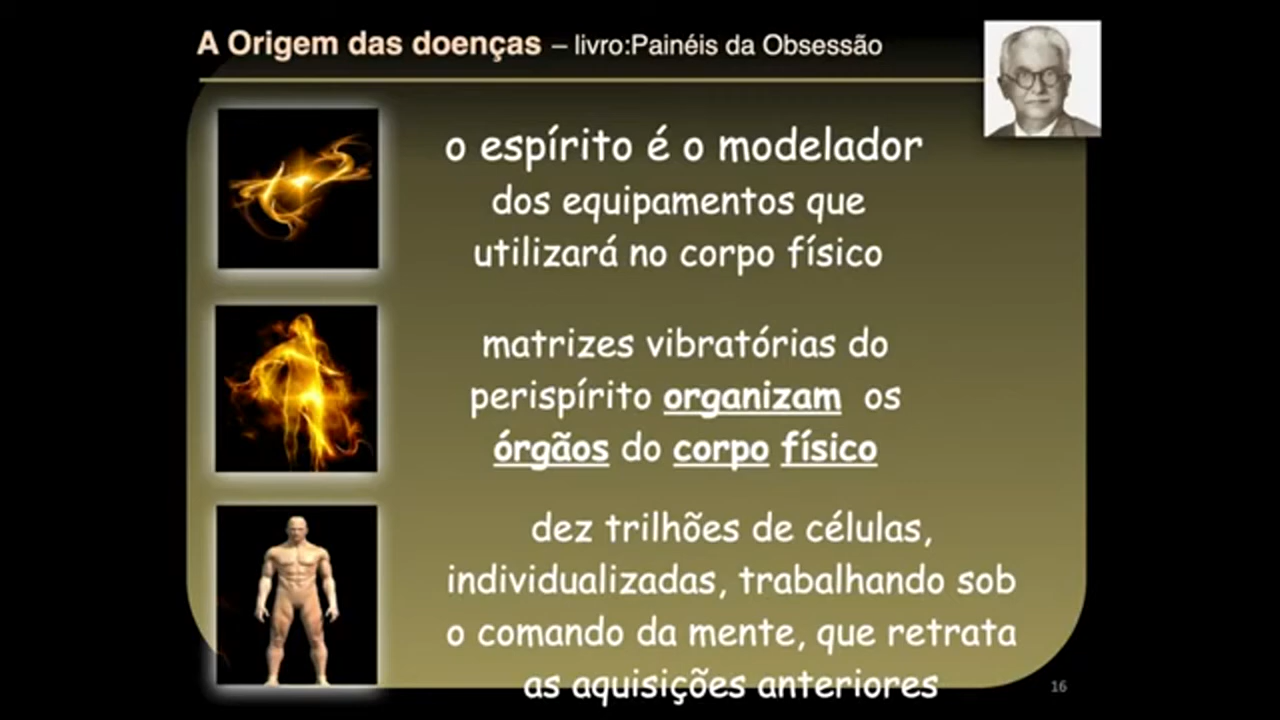 A Origem das doenças – livro:Painéis da Obsessão
o espírito é o modelador
dos equipamentos que
utilizará no corpo físico
matrizes vibratórias do
perispírito organizam os
órgãos do corpo físico
dez trilhões de células,
individualizadas, trabalhando sob
o comando da mente, que retrata
as aquisições anteriores
16